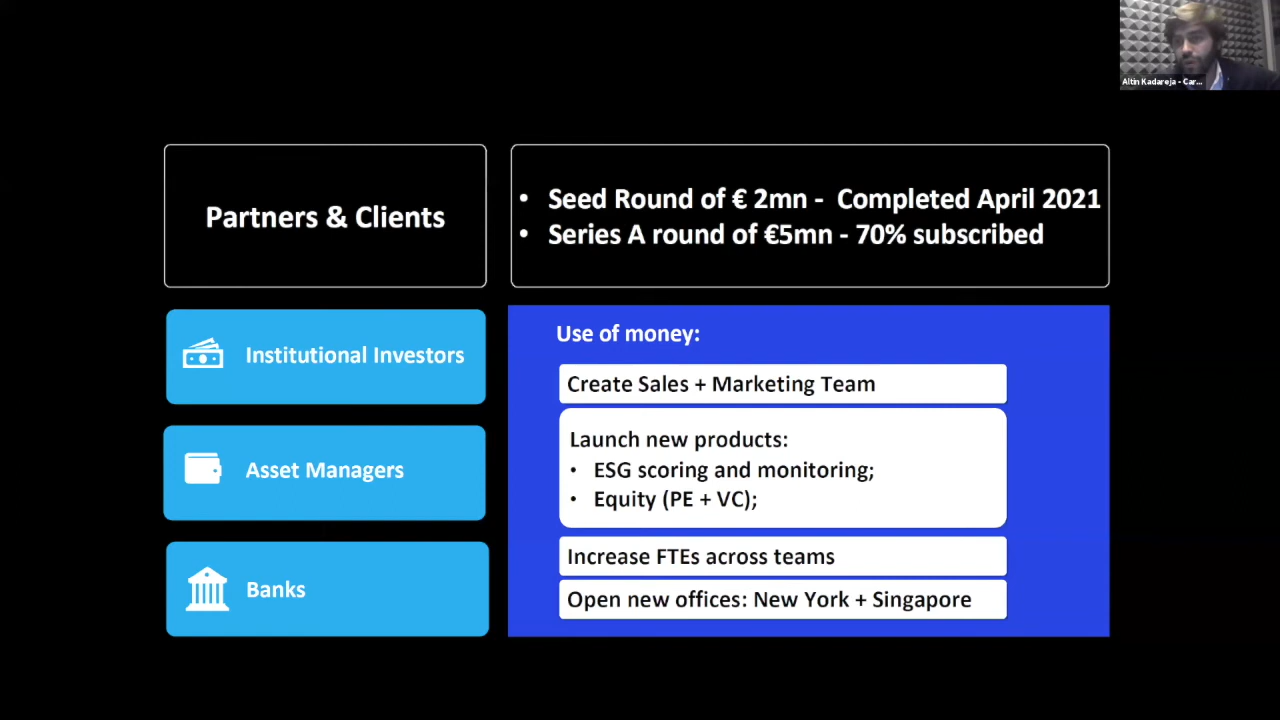 Altin Kadareja - Car...
Partners & Clients
• Seed Round of € 2mn - Completed April 2021
• Series A round of €5mn - 70% subscribed
Institutional Investors
Asset Managers
Banks
Use of money:
Create Sales + Marketing Team
Launch new products:
• ESG scoring and monitoring;
• Equity (PE + VC);
Increase FTEs across teams
Open new offices: New York + Singapore